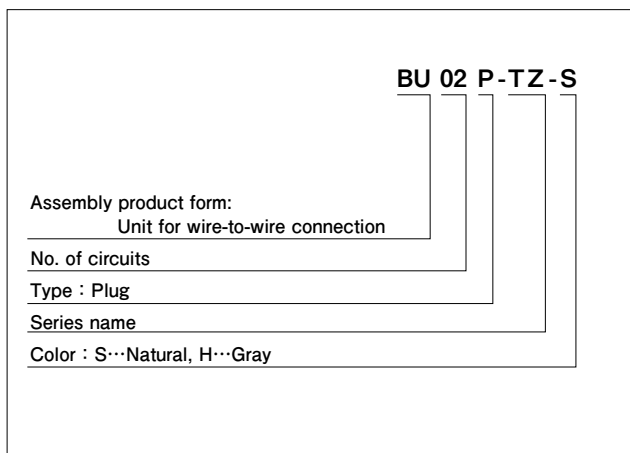 BU 02 P-TZ-S
Assembly product form:
Unit for wire-to-wire connection
No. of circuits
Type：Plug
Series name
Color：S…Natural, H…Gray